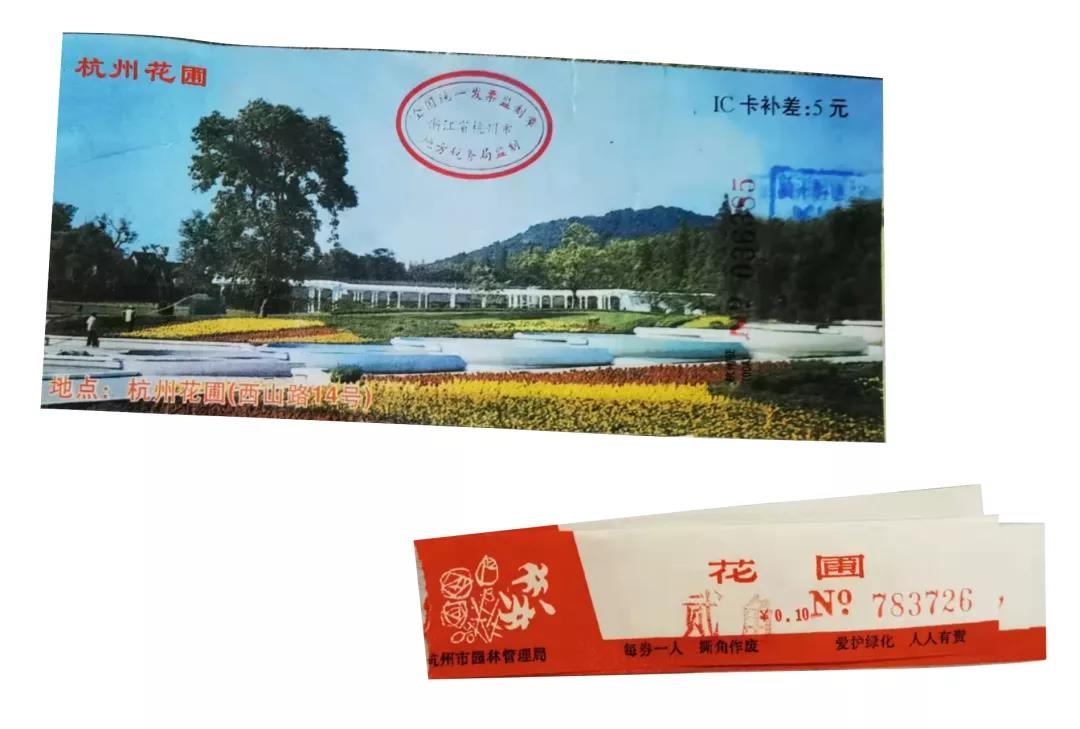 杭州花圃
全国统一发票监制章
浙江省杭州市
地方税务局监制
IC卡补差:5元
地点: 杭州花圃(西山路14号)
花 圃
贰
¥0.10
№ 783726
杭州市园林管理局
每券一人 撕角作废 爱护绿化 人人有责